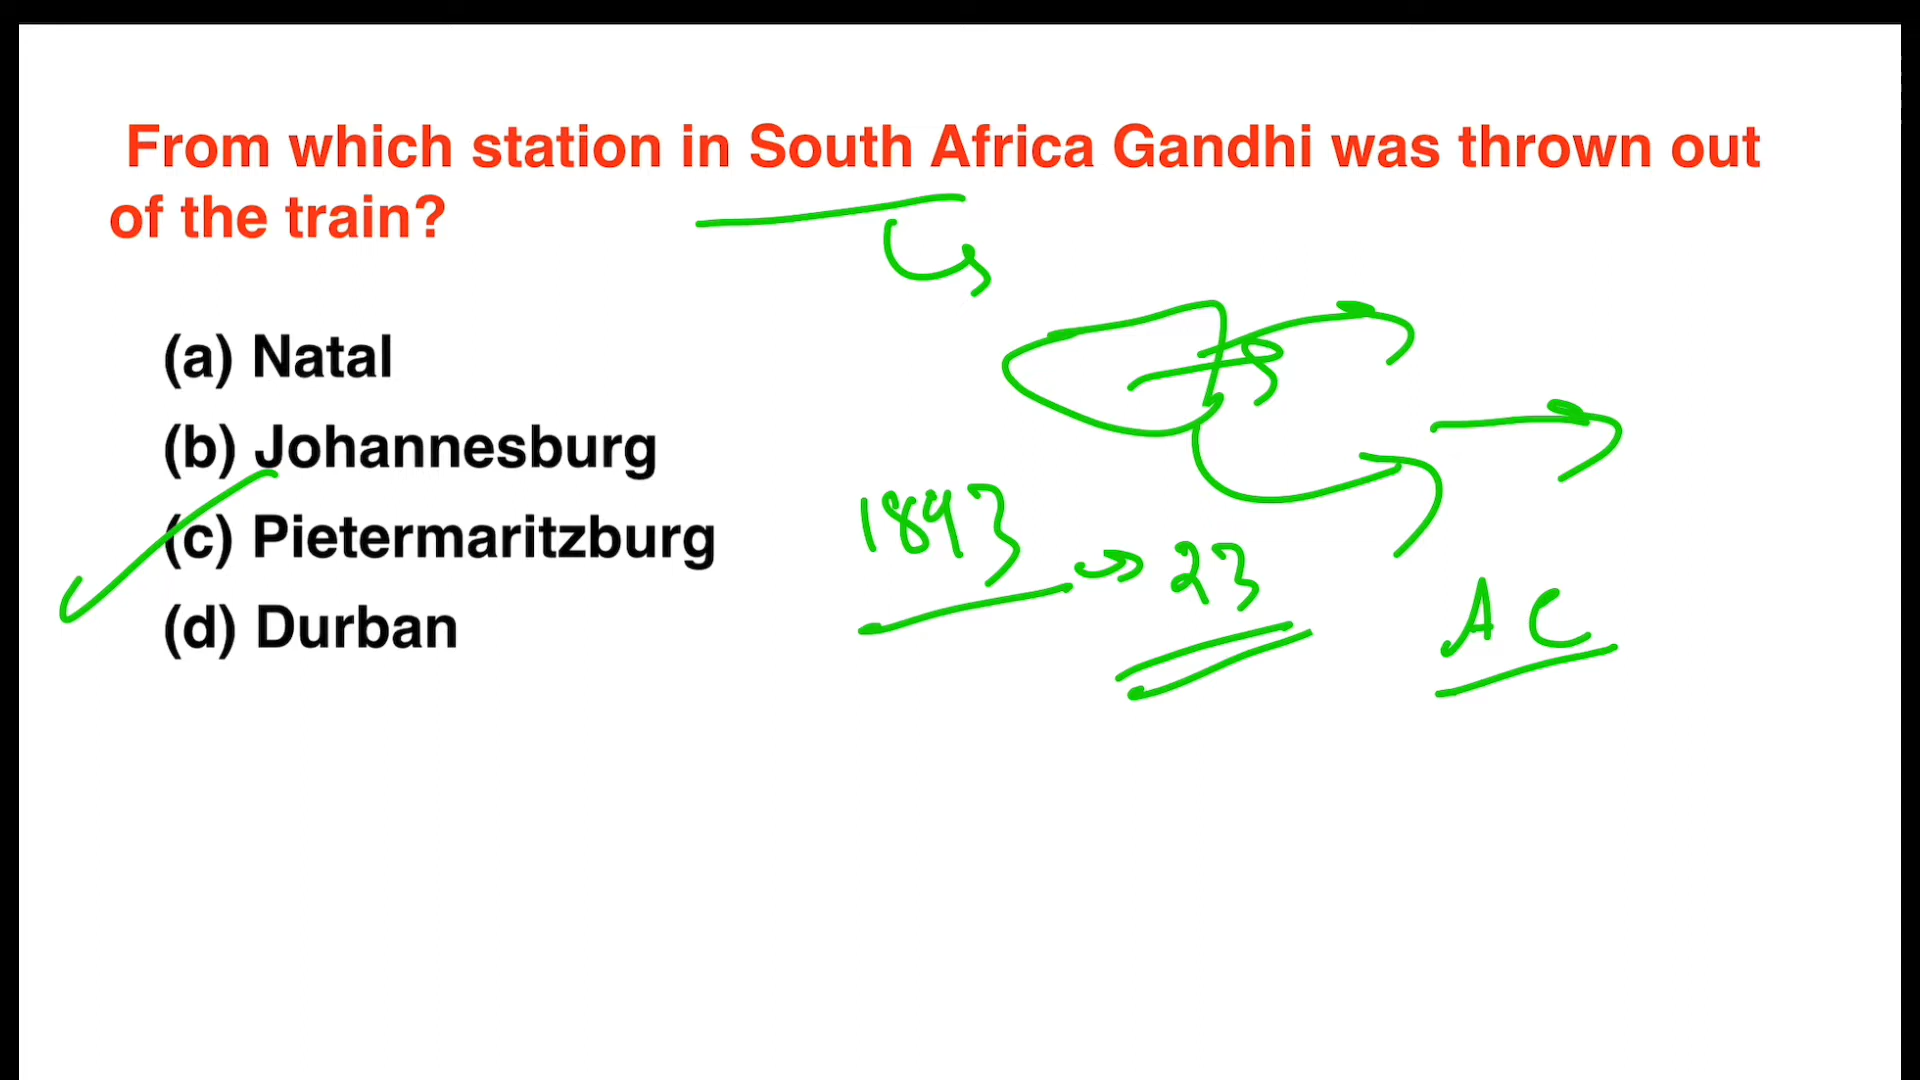 From which station in South Africa Gandhi was thrown out
of the train?
(a) Natal
(b) Johannesburg
(c) Pietermaritzburg
(d) Durban
1893
23
AC